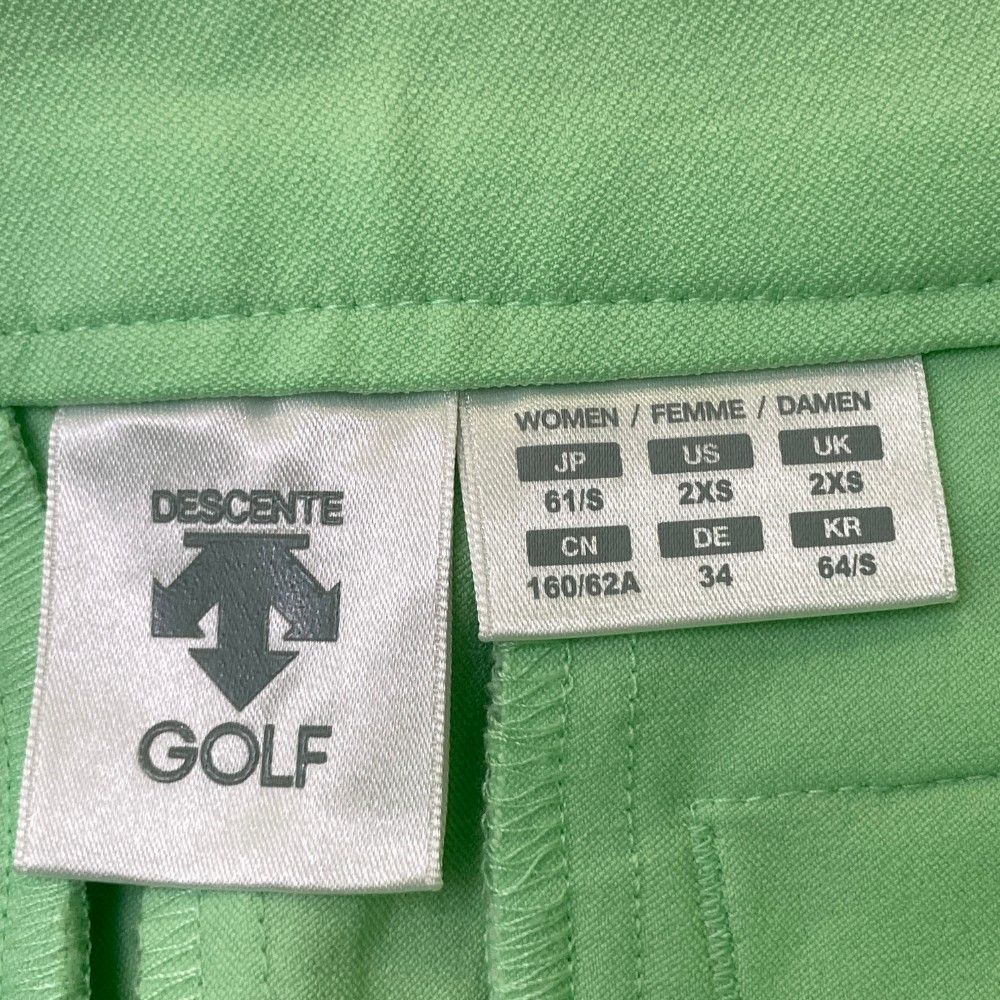 DESCENTE
GOLF
WOMEN / FEMME / DAMEN
JP US UK
61/S 2XS 2XS
CN DE KR
160/62A 34 64/S